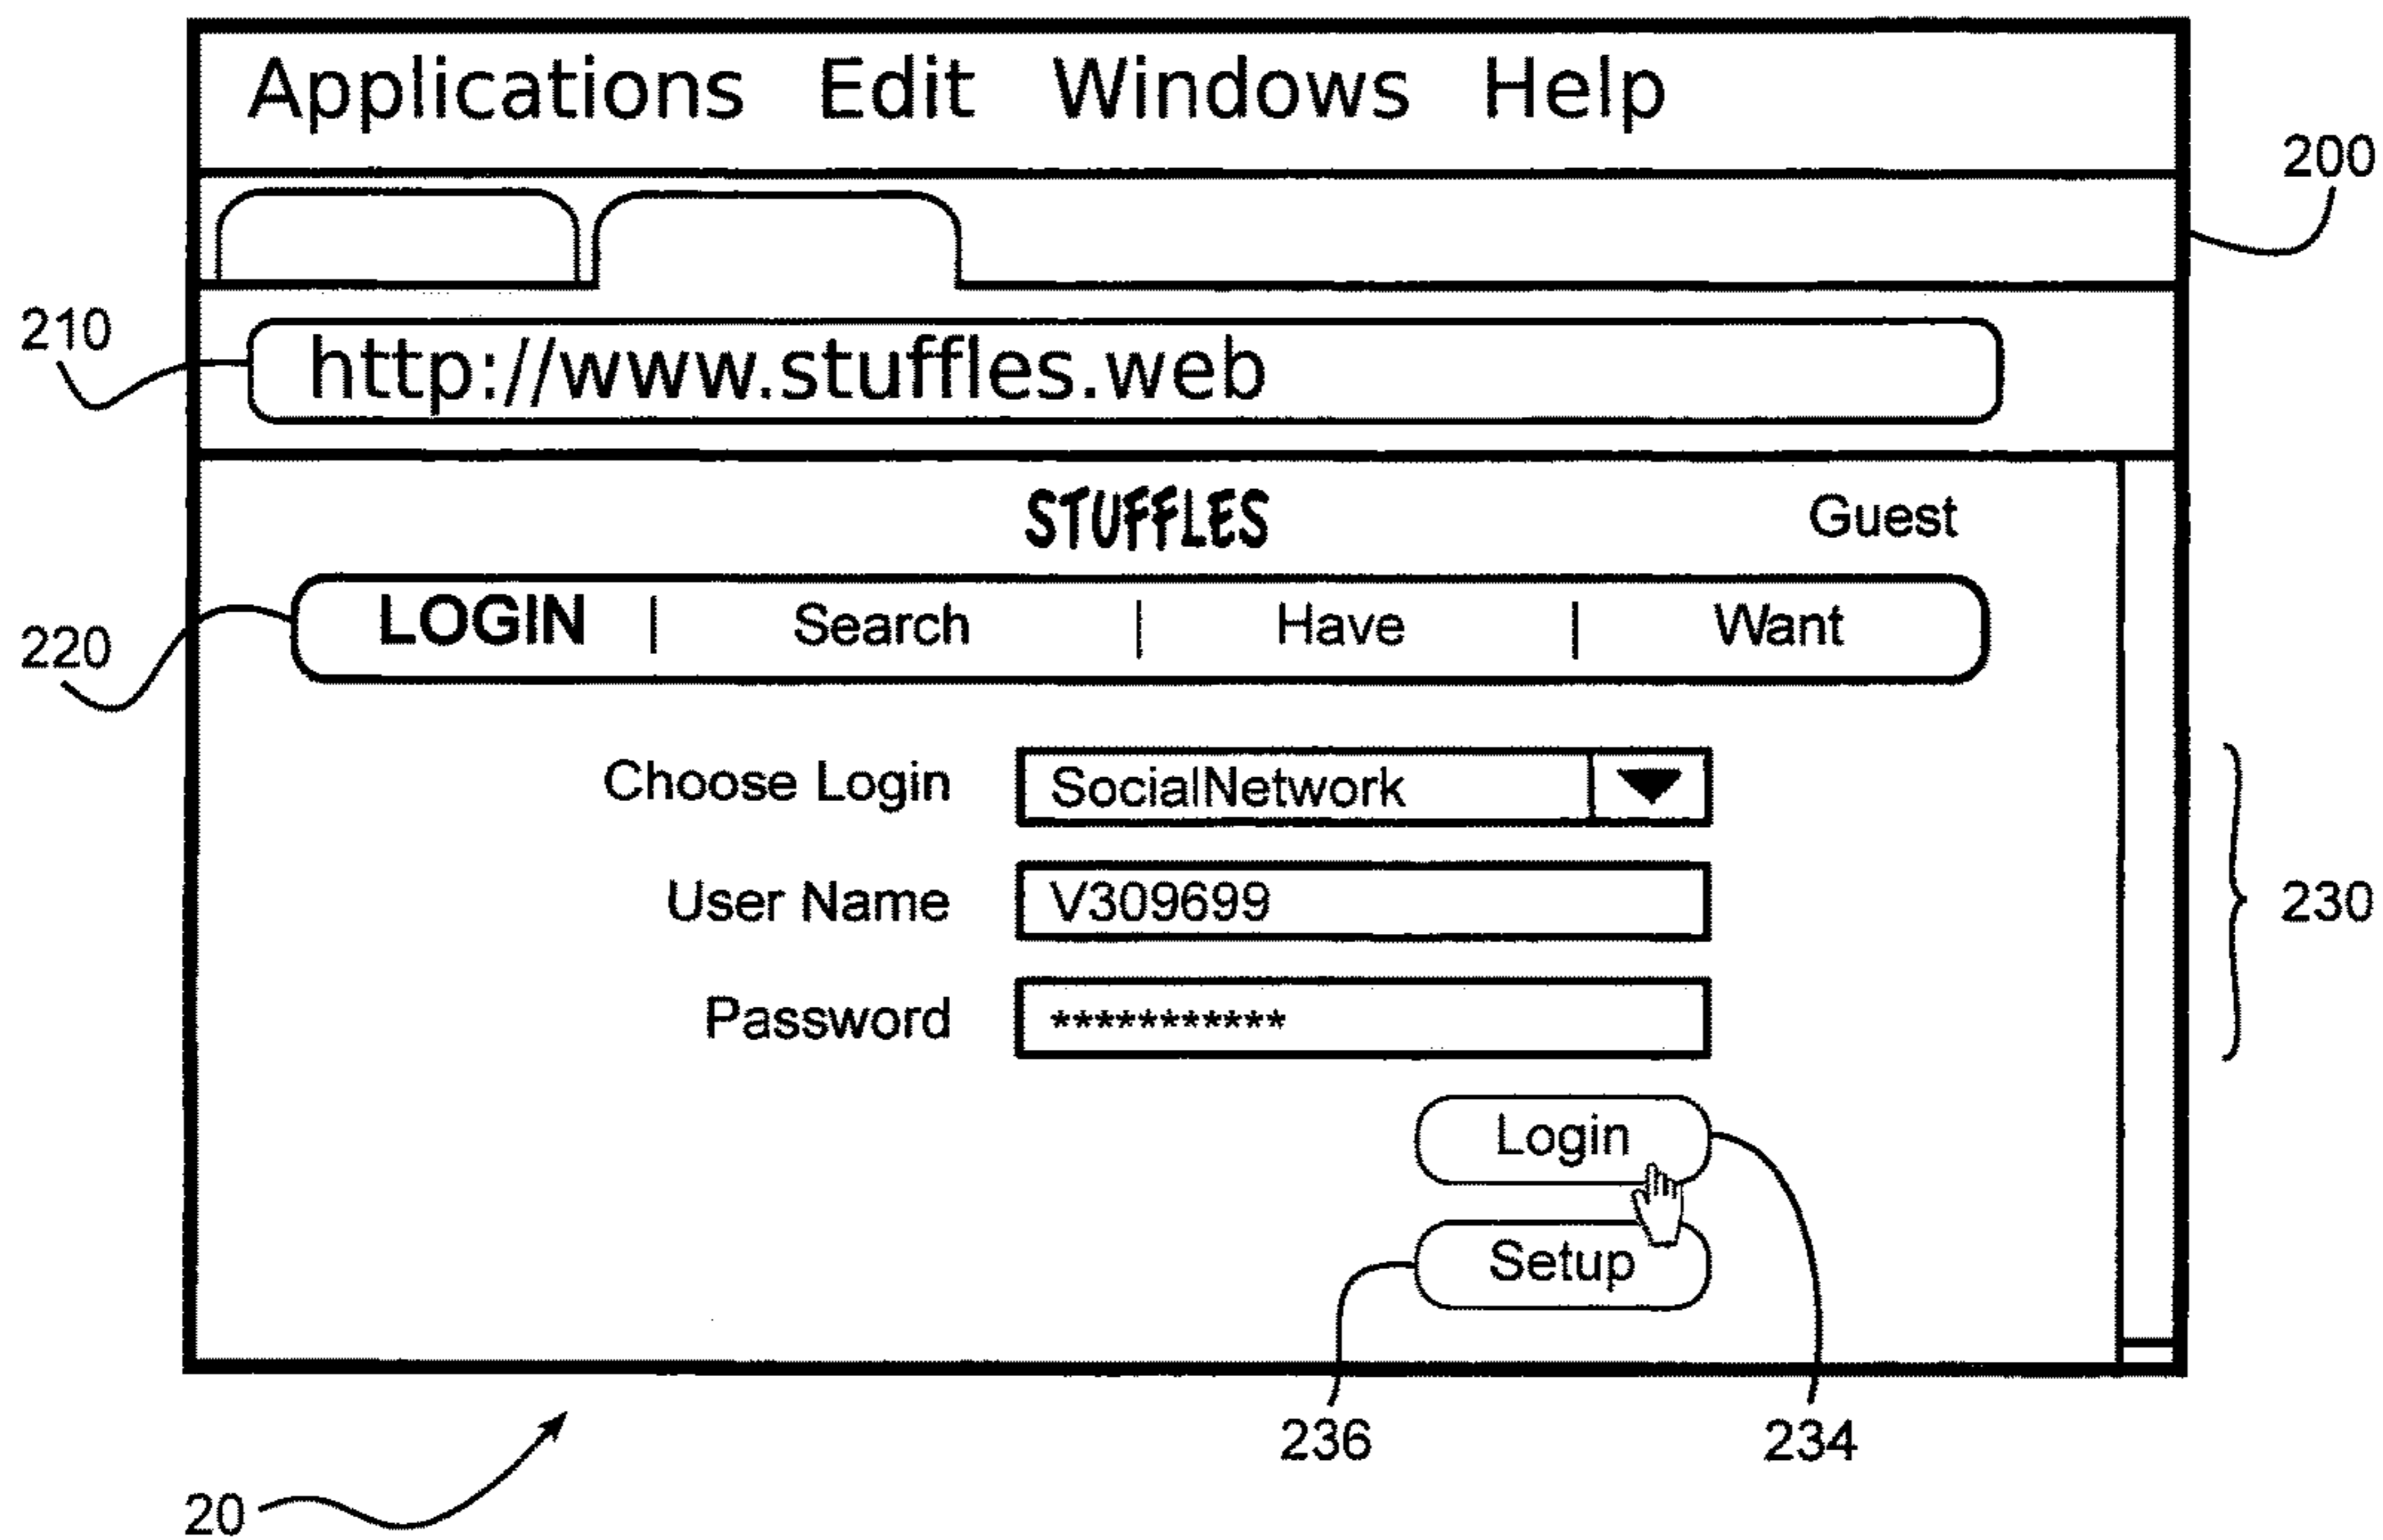 Applications Edit Windows Help
200
210
http://www.stuffles.web
STUFFLES Guest
220
LOGIN | Search | Have | Want
Choose Login SocialNetwork
User Name V309699
230
Password ***********
Login
Setup
236 234
20